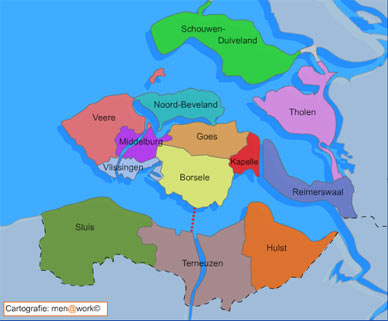 Schouwen-
Duiveland
Noord-Beveland
Tholen
Veere
Goes
Middelburg
Kapelle
Vlissingen
Borsele
Reimerswaal
Sluis
Hulst
Terneuzen
Cartografie: men@work©